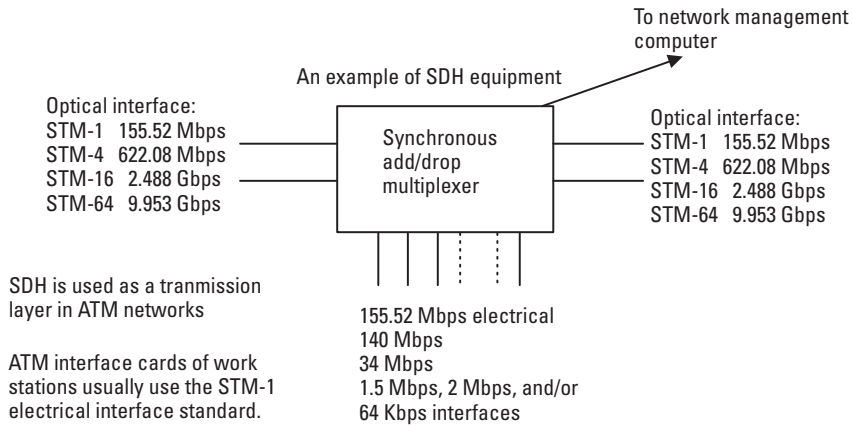 To network management
computer
An example of SDH equipment
Optical interface:
STM-1 155.52 Mbps
STM-4 622.08 Mbps
STM-16 2.488 Gbps
STM-64 9.953 Gbps
Synchronous
add/drop
multiplexer
Optical interface:
STM-1 155.52 Mbps
STM-4 622.08 Mbps
STM-16 2.488 Gbps
STM-64 9.953 Gbps
SDH is used as a tranmission
layer in ATM networks
ATM interface cards of work
stations usually use the STM-1
electrical interface standard.
155.52 Mbps electrical
140 Mbps
34 Mbps
1.5 Mbps, 2 Mbps, and/or
64 Kbps interfaces